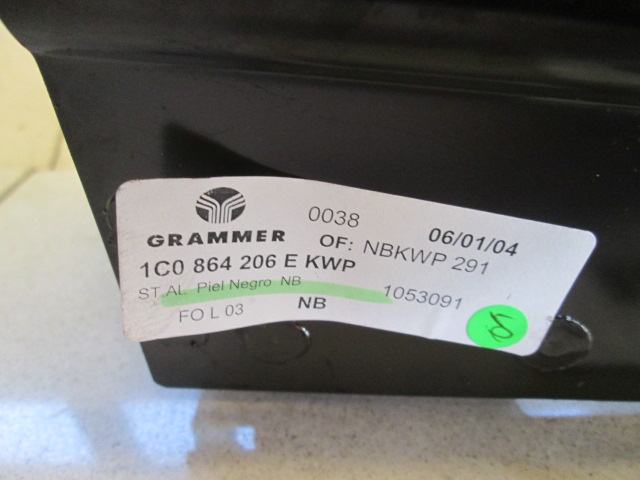 GRAMMER
0038
06/01/04
OF: NBKWP 291
1C0 864 206 E KWP
ST.AL. Piel Negro NB
1053091
FO L 03
NB